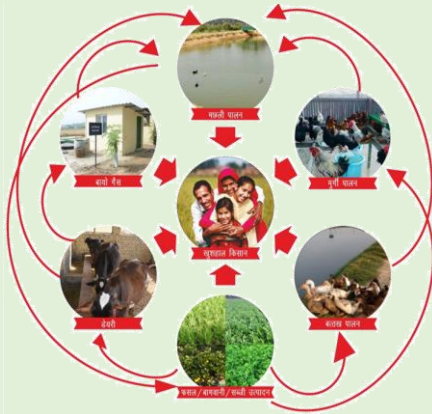 मछली पालन
बायो गैस
मुर्गी पालन
खुशहाल किसान
डेयरी
बतख पालन
फसल/बागवानी/सब्जी उत्पादन